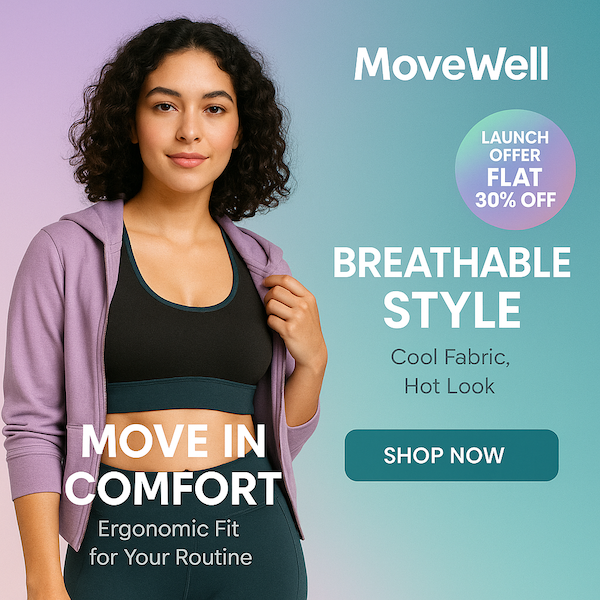 MoveWell
LAUNCH
OFFER
FLAT
30% OFF
BREATHABLE
STYLE
Cool Fabric,
Hot Look
SHOP NOW
MOVE IN
COMFORT
Ergonomic Fit
for Your Routine